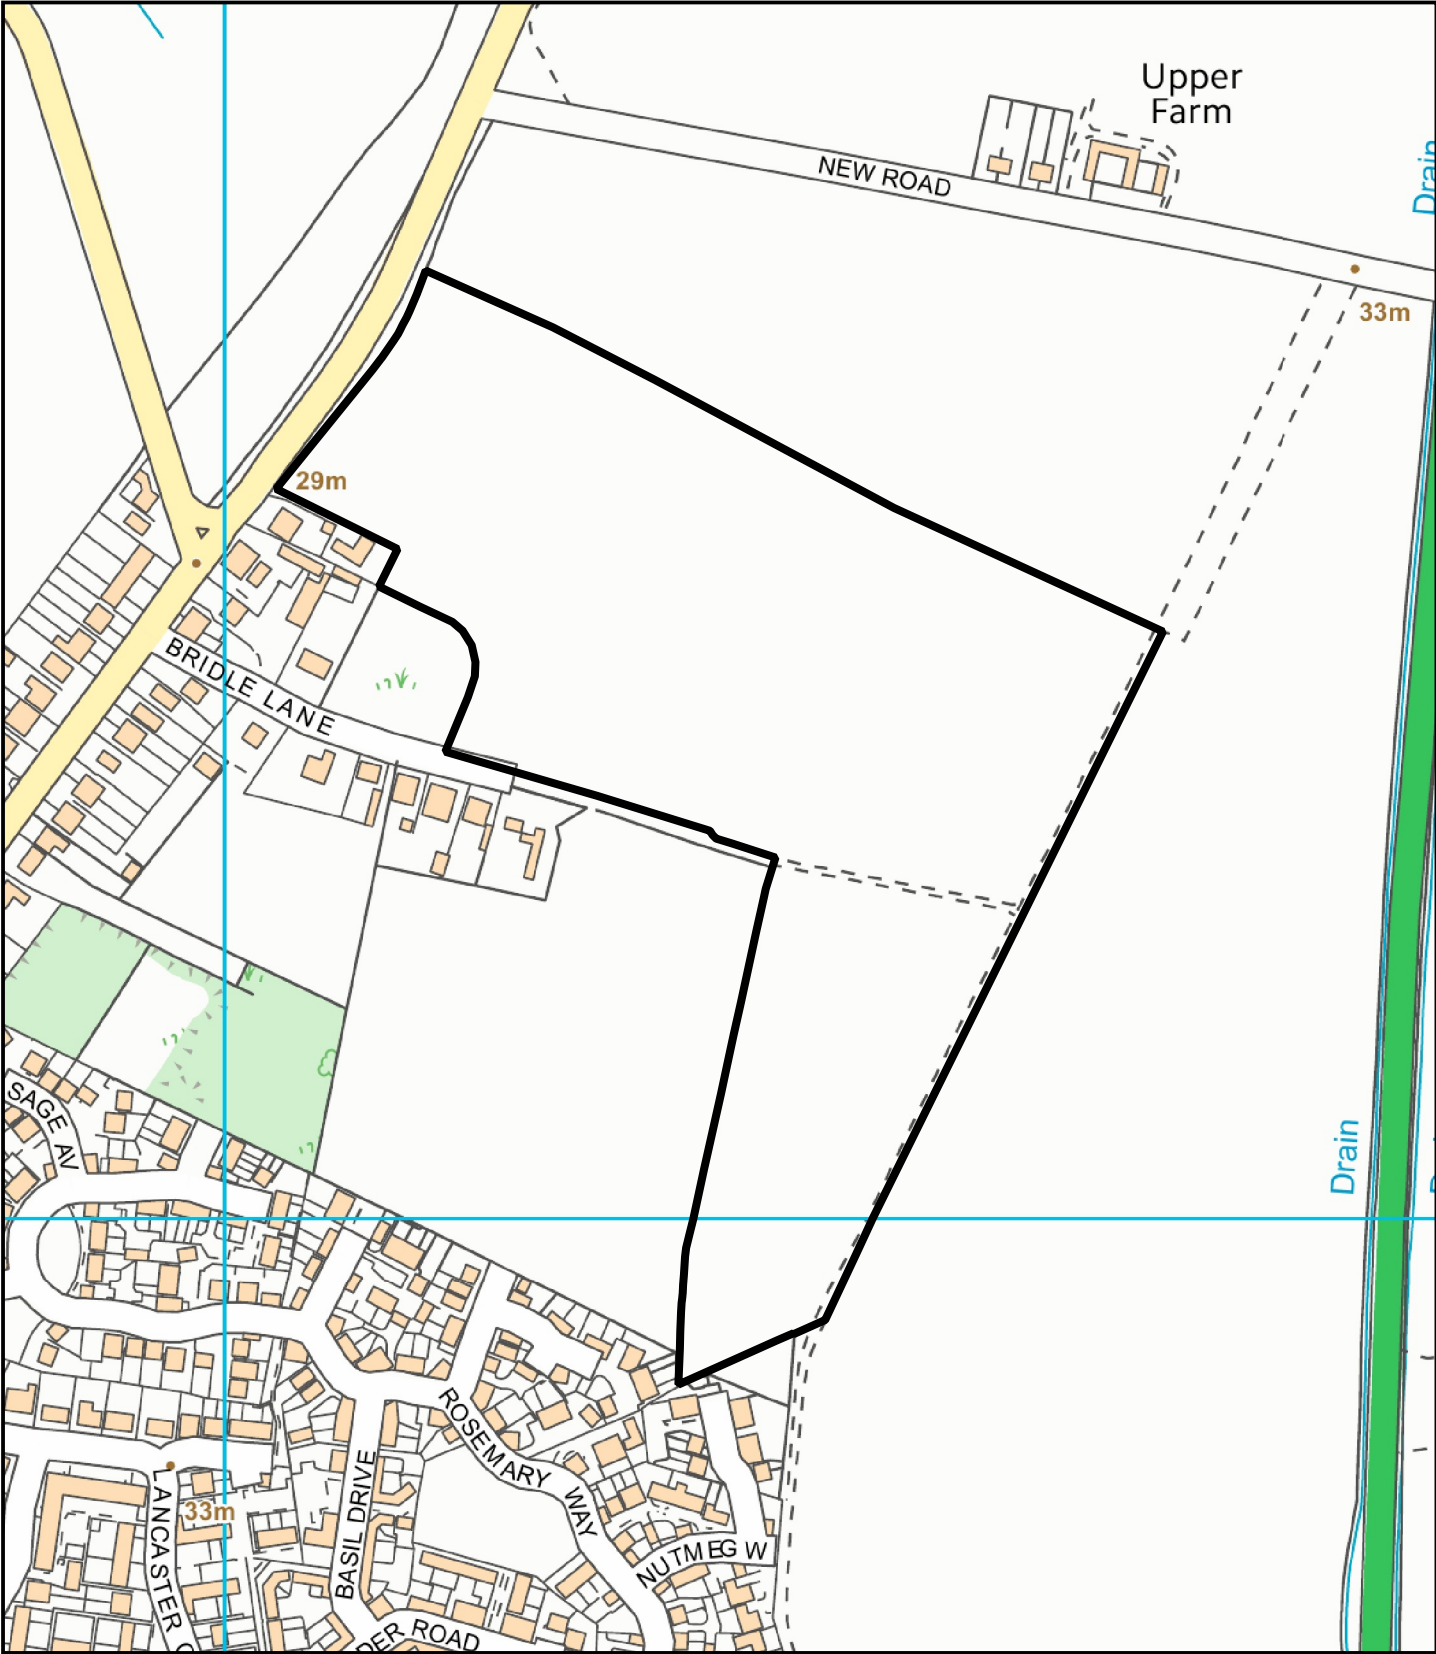 Upper
Farm
Drain
NEW ROAD
33m
29m
BRIDLE LANE
SAGE AV
Drain
ROSEMARY WAY
BASIL DRIVE
LANCASTER
33m
NUTMEG W
DER ROAD